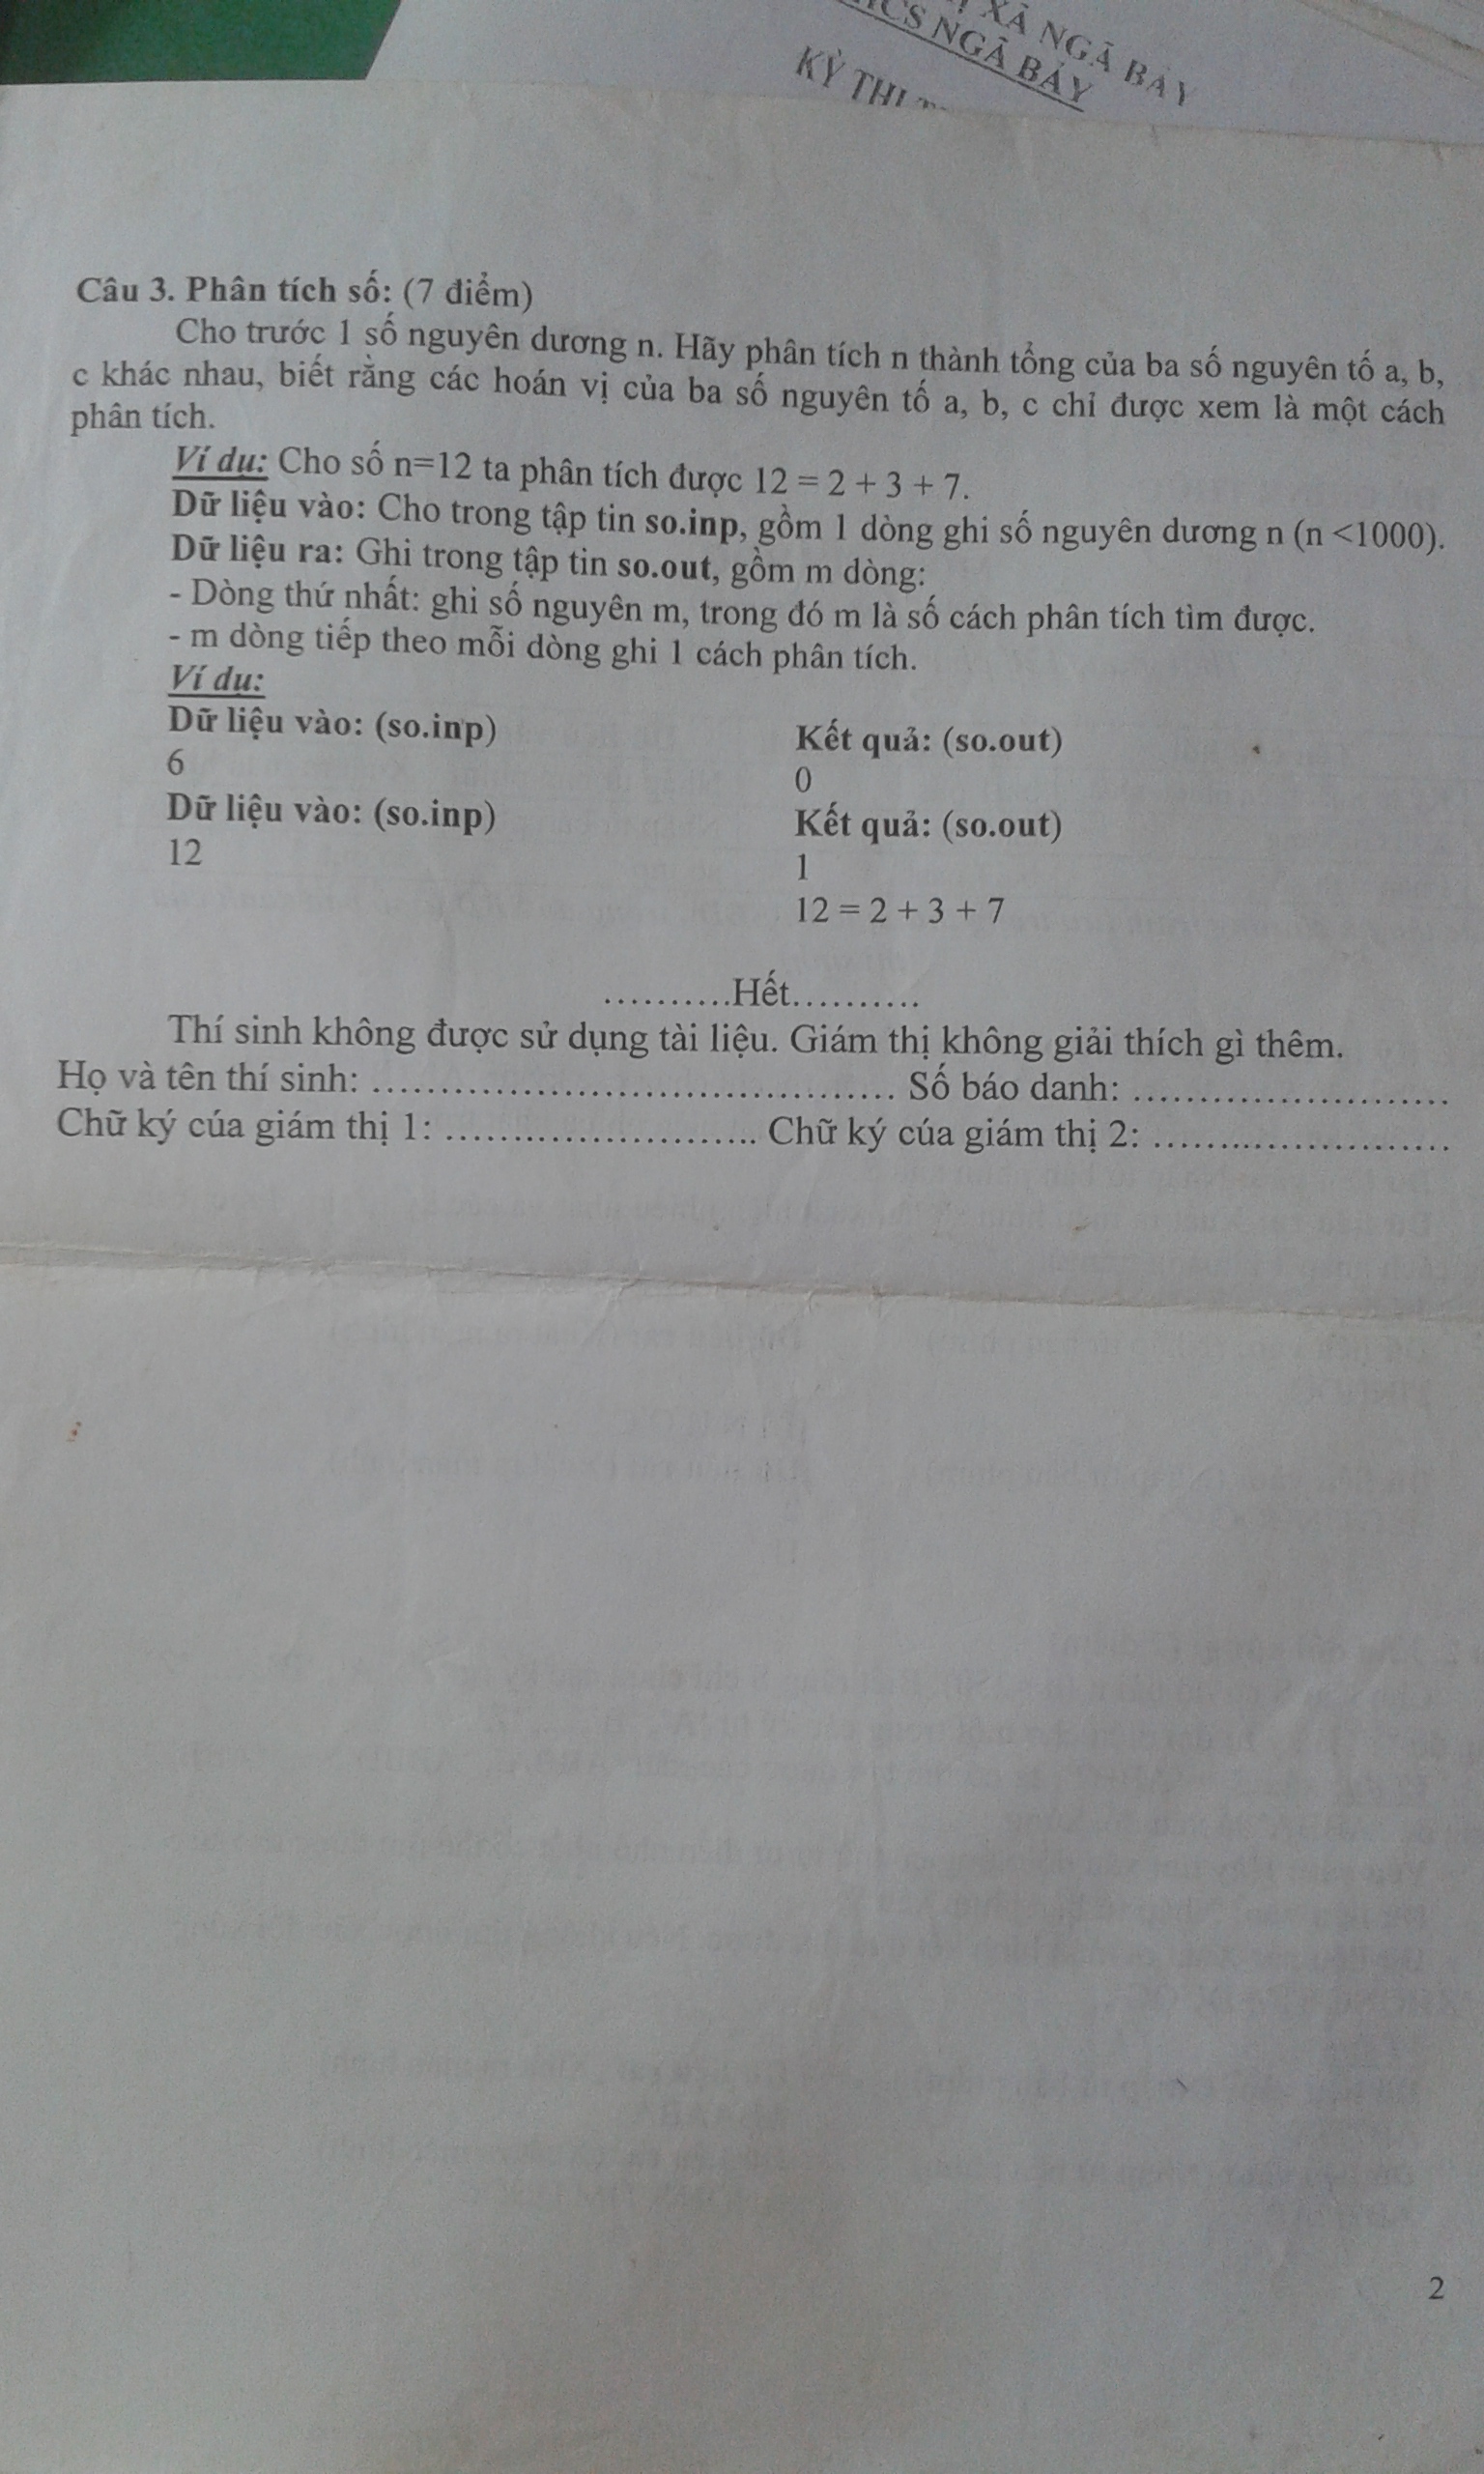 XÃ NGÃ BẢY
CS NGÃ BẢY
KỲ THI
Câu 3. Phân tích số: (7 điểm)
Cho trước 1 số nguyên dương n. Hãy phân tích n thành tổng của ba số nguyên tố a, b,
c khác nhau, biết rằng các hoán vị của ba số nguyên tố a, b, c chỉ được xem là một cách
phân tích.
Ví dụ: Cho số n=12 ta phân tích được 12 = 2 + 3 + 7.
Dữ liệu vào: Cho trong tập tin so.inp, gồm 1 dòng ghi số nguyên dương n (n <1000).
Dữ liệu ra: Ghi trong tập tin so.out, gồm m dòng:
- Dòng thứ nhất: ghi số nguyên m, trong đó m là số cách phân tích tìm được.
- m dòng tiếp theo mỗi dòng ghi 1 cách phân tích.
Ví dụ:
Dữ liệu vào: (so.inp) Kết quả: (so.out)
6 0
Dữ liệu vào: (so.inp) Kết quả: (so.out)
12 1
12 = 2 + 3 + 7
..........Hết..........
Thí sinh không được sử dụng tài liệu. Giám thị không giải thích gì thêm.
Họ và tên thí sinh: ........................................ Số báo danh: ........................
Chữ ký cúa giám thị 1: ........................ Chữ ký cúa giám thị 2: .......................
2